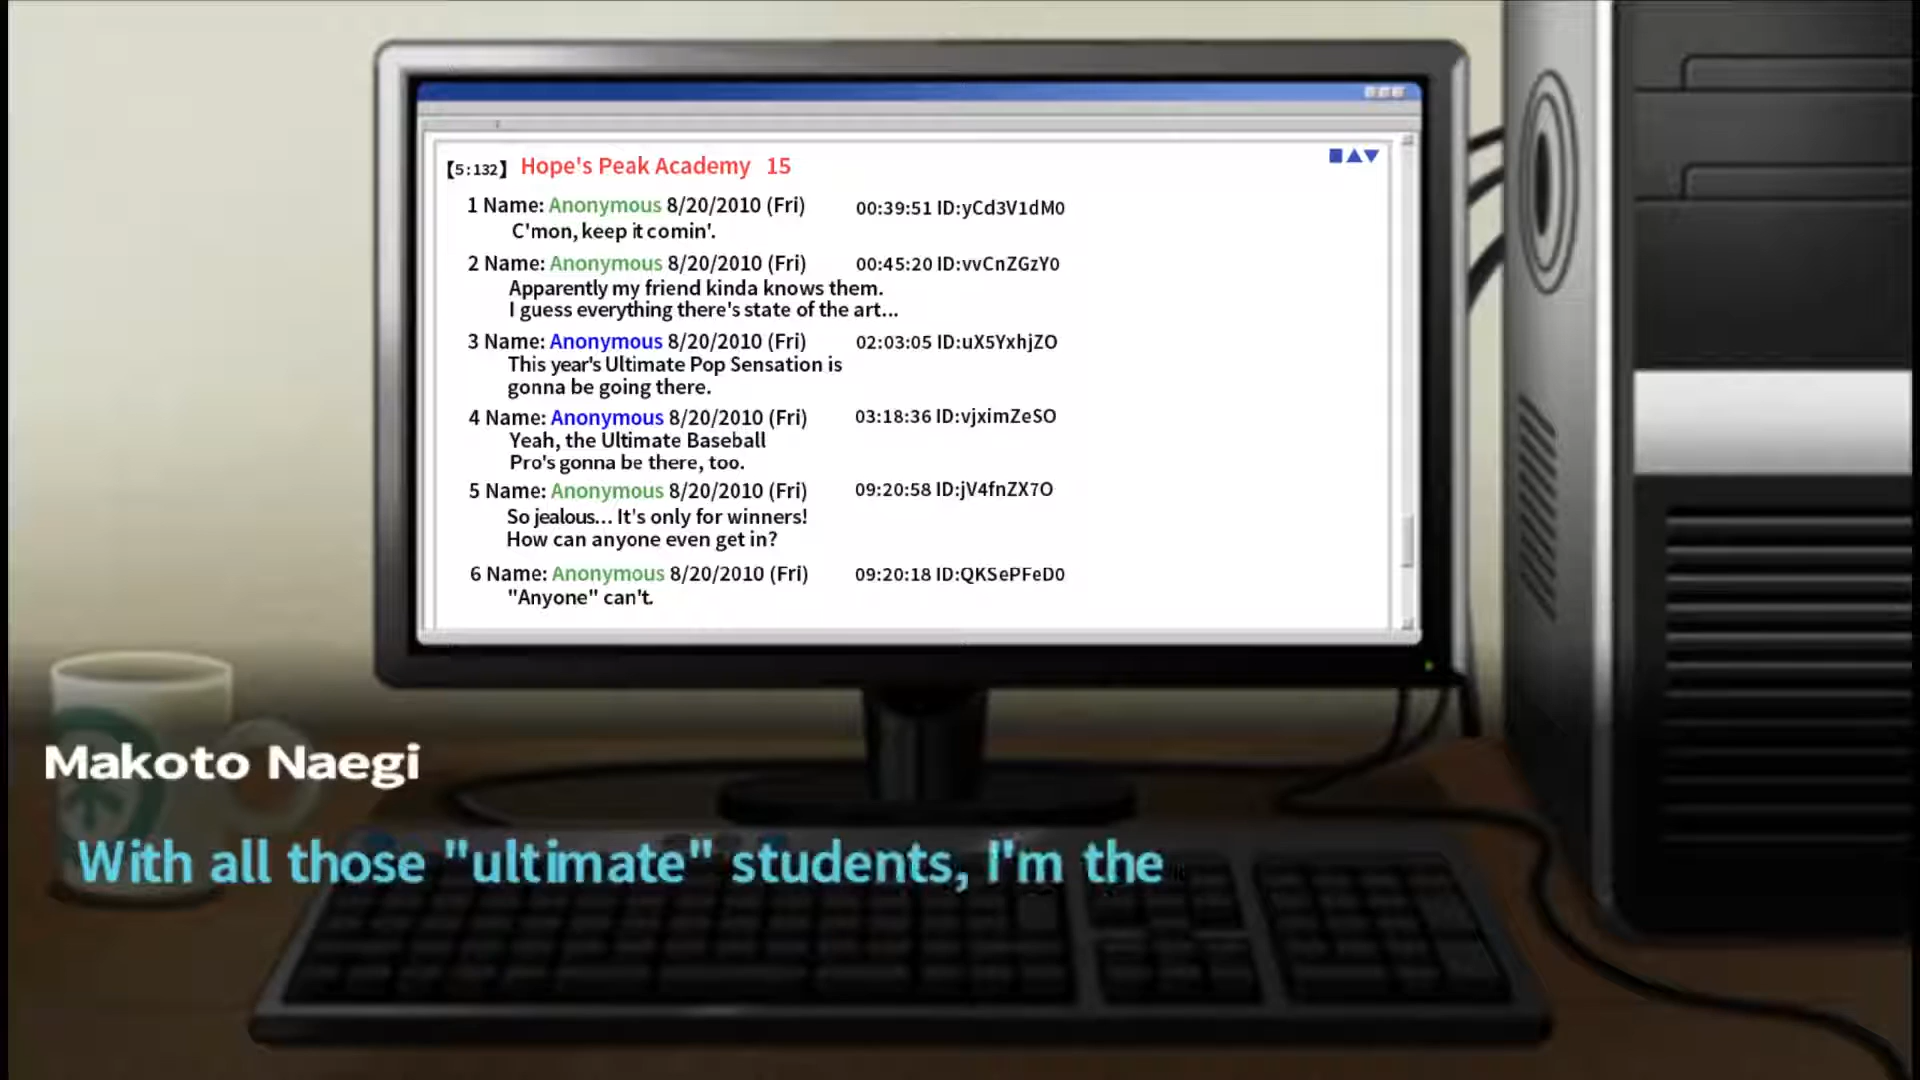 【5:132】 Hope's Peak Academy 15
1 Name: Anonymous 8/20/2010 (Fri) 00:39:51 ID:yCd3V1dM0
C'mon, keep it comin'.
2 Name: Anonymous 8/20/2010 (Fri) 00:45:20 ID:vvCnZGzY0
Apparently my friend kinda knows them.
I guess everything there's state of the art...
3 Name: Anonymous 8/20/2010 (Fri) 02:03:05 ID:uX5YxhjZO
This year's Ultimate Pop Sensation is
gonna be going there.
4 Name: Anonymous 8/20/2010 (Fri) 03:18:36 ID:vjximZeSO
Yeah, the Ultimate Baseball
Pro's gonna be there, too.
5 Name: Anonymous 8/20/2010 (Fri) 09:20:58 ID:jV4fnZX7O
So jealous... It's only for winners!
How can anyone even get in?
6 Name: Anonymous 8/20/2010 (Fri) 09:20:18 ID:QKSePFeD0
"Anyone" can't.
Makoto Naegi
With all those "ultimate" students, I'm the